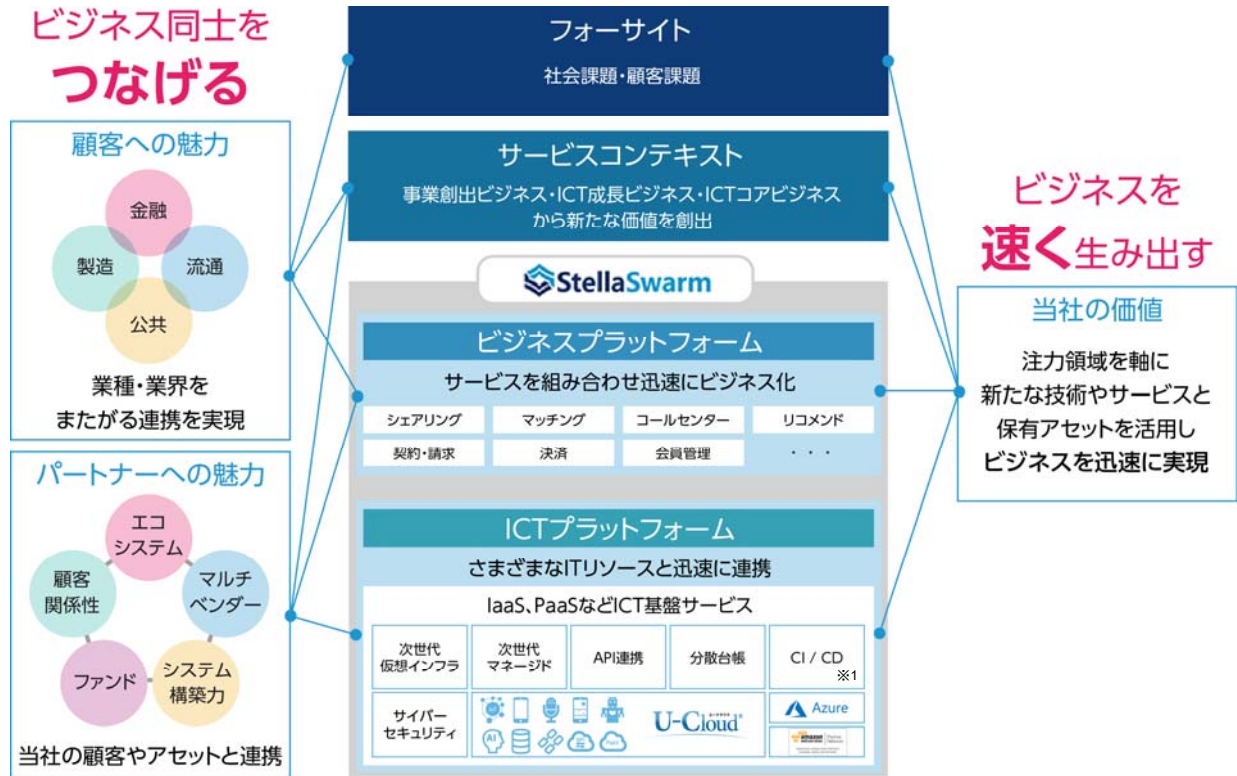 ビジネス同士を
つなげる
顧客への魅力
金融
製造
流通
公共
業種・業界を
またがる連携を実現
パートナーへの魅力
エコ
システム
顧客
関係性
マルチ
ベンダー
ファンド
システム
構築力
当社の顧客やアセットと連携
フォーサイト
社会課題・顧客課題
サービスコンテキスト
事業創出ビジネス・ICT成長ビジネス・ICTコアビジネス
から新たな価値を創出
StellaSwarm
ビジネスプラットフォーム
サービスを組み合わせ迅速にビジネス化
シェアリング
マッチング
コールセンター
リコメンド
契約・請求
決済
会員管理
・・・
ICTプラットフォーム
さまざまなITリソースと迅速に連携
IaaS、PaaSなどICT基盤サービス
次世代
仮想インフラ
次世代
マネージド
API連携
分散台帳
CI / CD
※1
サイバー
セキュリティ
AI
U-Cloud®
Azure
amazon
ビジネスを
速く生み出す
当社の価値
注力領域を軸に
新たな技術やサービスと
保有アセットを活用し
ビジネスを迅速に実現